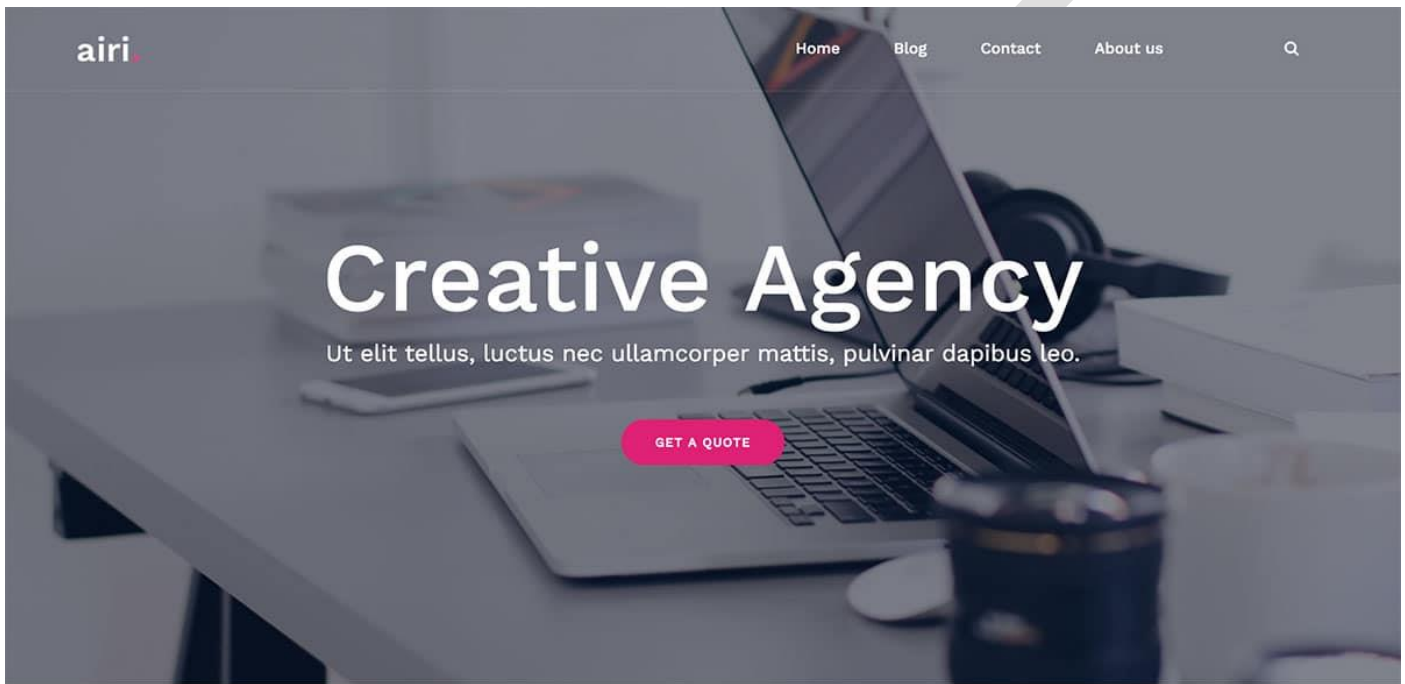 airi.
Home Blog Contact About us
Creative Agency
Ut elit tellus, luctus nec ullamcorper mattis, pulvinar dapibus leo.
GET A QUOTE